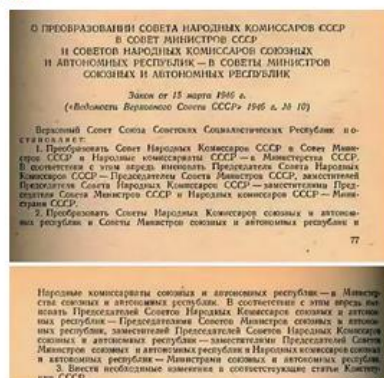 О ПРЕОБРАЗОВАНИИ СОВЕТА НАРОДНЫХ КОМИССАРОВ СССР
В СОВЕТ МИНИСТРОВ СССР
И СОВЕТОВ НАРОДНЫХ КОМИССАРОВ СОЮЗНЫХ
И АВТОНОМНЫХ РЕСПУБЛИК — В СОВЕТЫ МИНИСТРОВ
СОЮЗНЫХ И АВТОНОМНЫХ РЕСПУБЛИК
Закон от 15 марта 1946 г.
(«Ведомости Верховного Совета СССР» 1946 г. № 10)
Верховный Совет Союза Советских Социалистических Республик по-
становляет:
1. Преобразовать Совет Народных Комиссаров СССР в Совет Мини-
стров СССР и Народные комиссариаты СССР — в Министерства СССР.
В соответствии с этим впредь именовать Председателя Совета Народных
Комиссаров СССР — Председателем Совета Министров СССР, заместителей
Председателя Совета Народных Комиссаров СССР — заместителями Пред-
седателя Совета Министров СССР и Народных комиссаров СССР — Мини-
страми СССР.
2. Преобразовать Советы Народных Комиссаров союзных и автоном-
ных республик в Советы Министров союзных и автономных республик и
77
Народные комиссариаты союзных и автономных республик — в Министер-
ства союзных и автономных республик. В соответствии с этим впредь име-
новать Председателей Советов Народных Комиссаров союзных и автоном-
ных республик — Председателями Советов Министров союзных и автоном-
ных республик, заместителей Председателей Советов Народных Комиссаров
союзных и автономных республик — заместителями Председателей Советов
Министров союзных и автономных республик и Народных комиссаров союзных
и автономных республик — Министрами союзных и автономных республик.
3. Внести необходимые изменения в соответствующие статьи Конститу-
ции СССР.